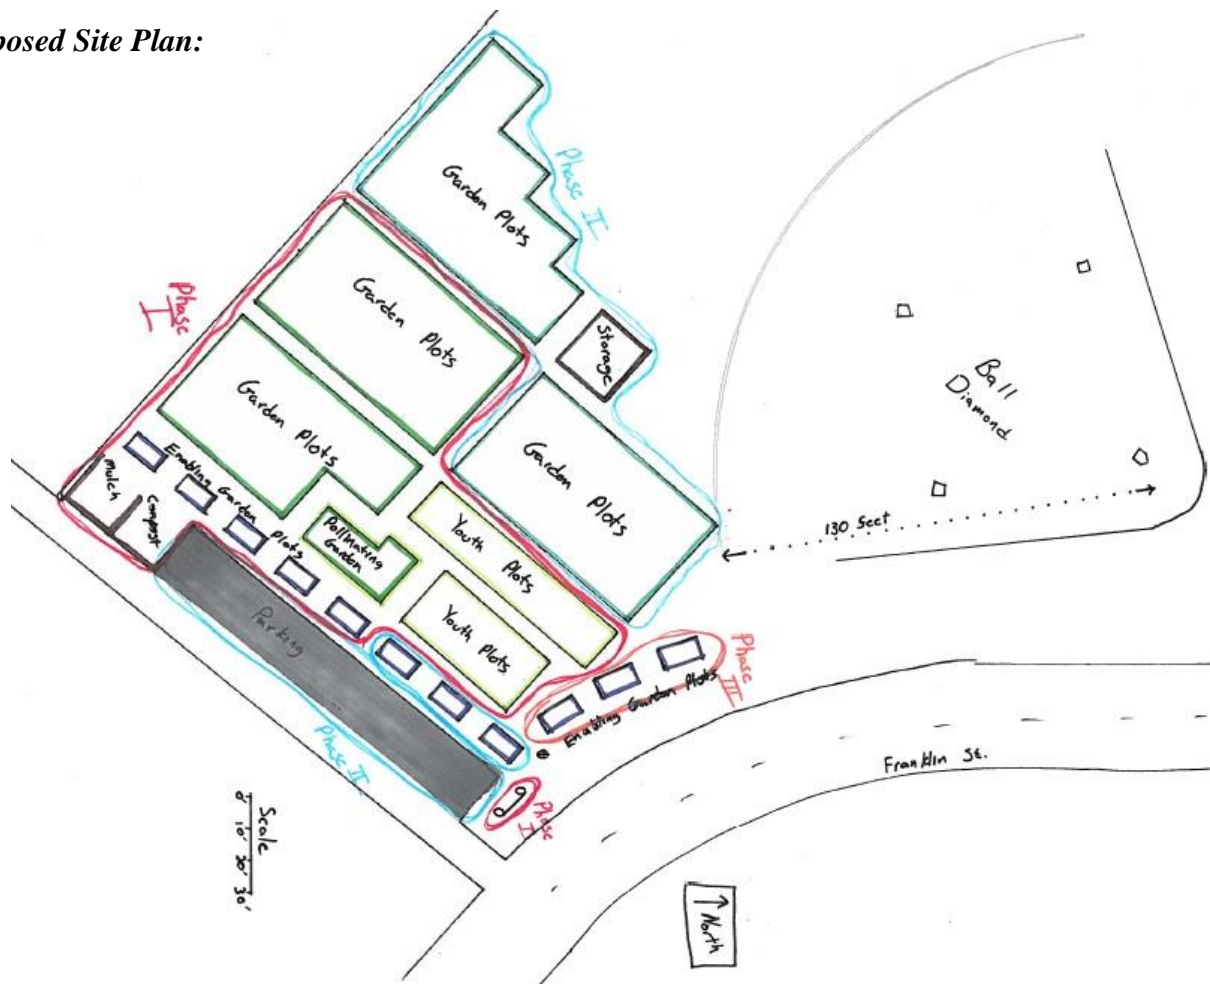 posed Site Plan:
Phase II
Garden Plots
Phase
I
Garden Plots
Storage
Garden Plots
Garden Plots
Ball
Diamond
130 feet
Mulch
Compost
Enabling Garden Plots
Pollinating
Garden
Youth Plots
Youth Plots
Parking
Phase II
Phase
III
Enabling Garden Plots
Phase
I
Franklin St.
Scale
0' 10' 20' 30'
North